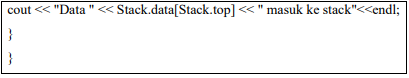 cout << "Data " << Stack.data[Stack.top] << " masuk ke stack"<<endl;
}
}